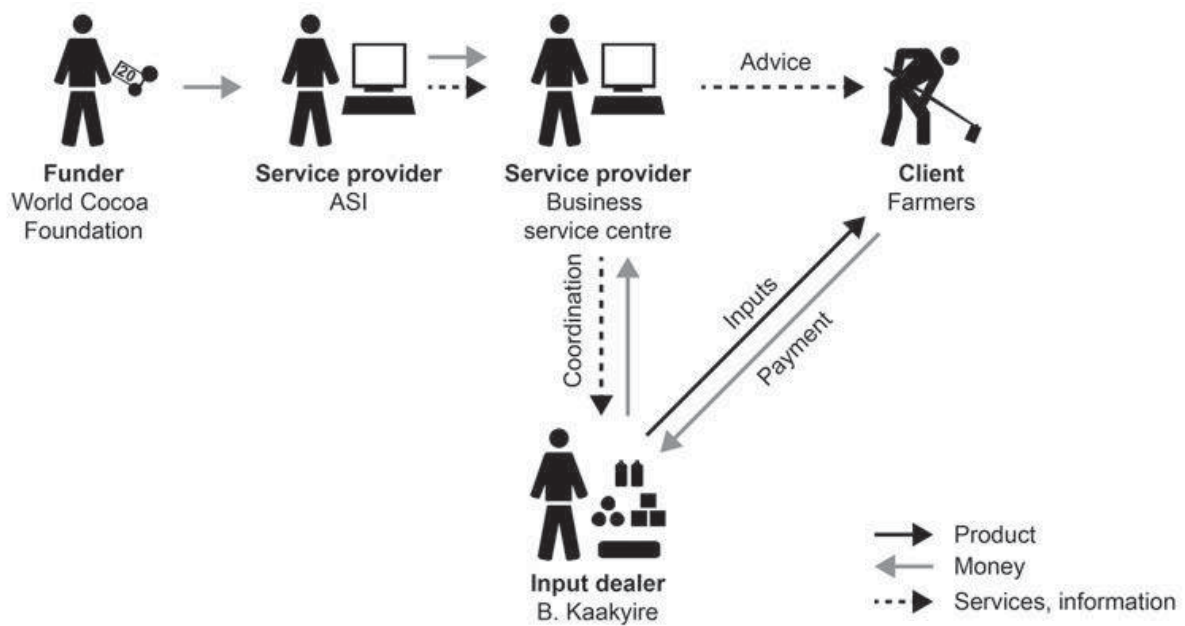 20
Advice
Funder
World Cocoa
Foundation
Service provider
ASI
Service provider
Business
service centre
Client
Farmers
Coordination
Inputs
Payment
Input dealer
B. Kaakyire
Product
Money
Services, information